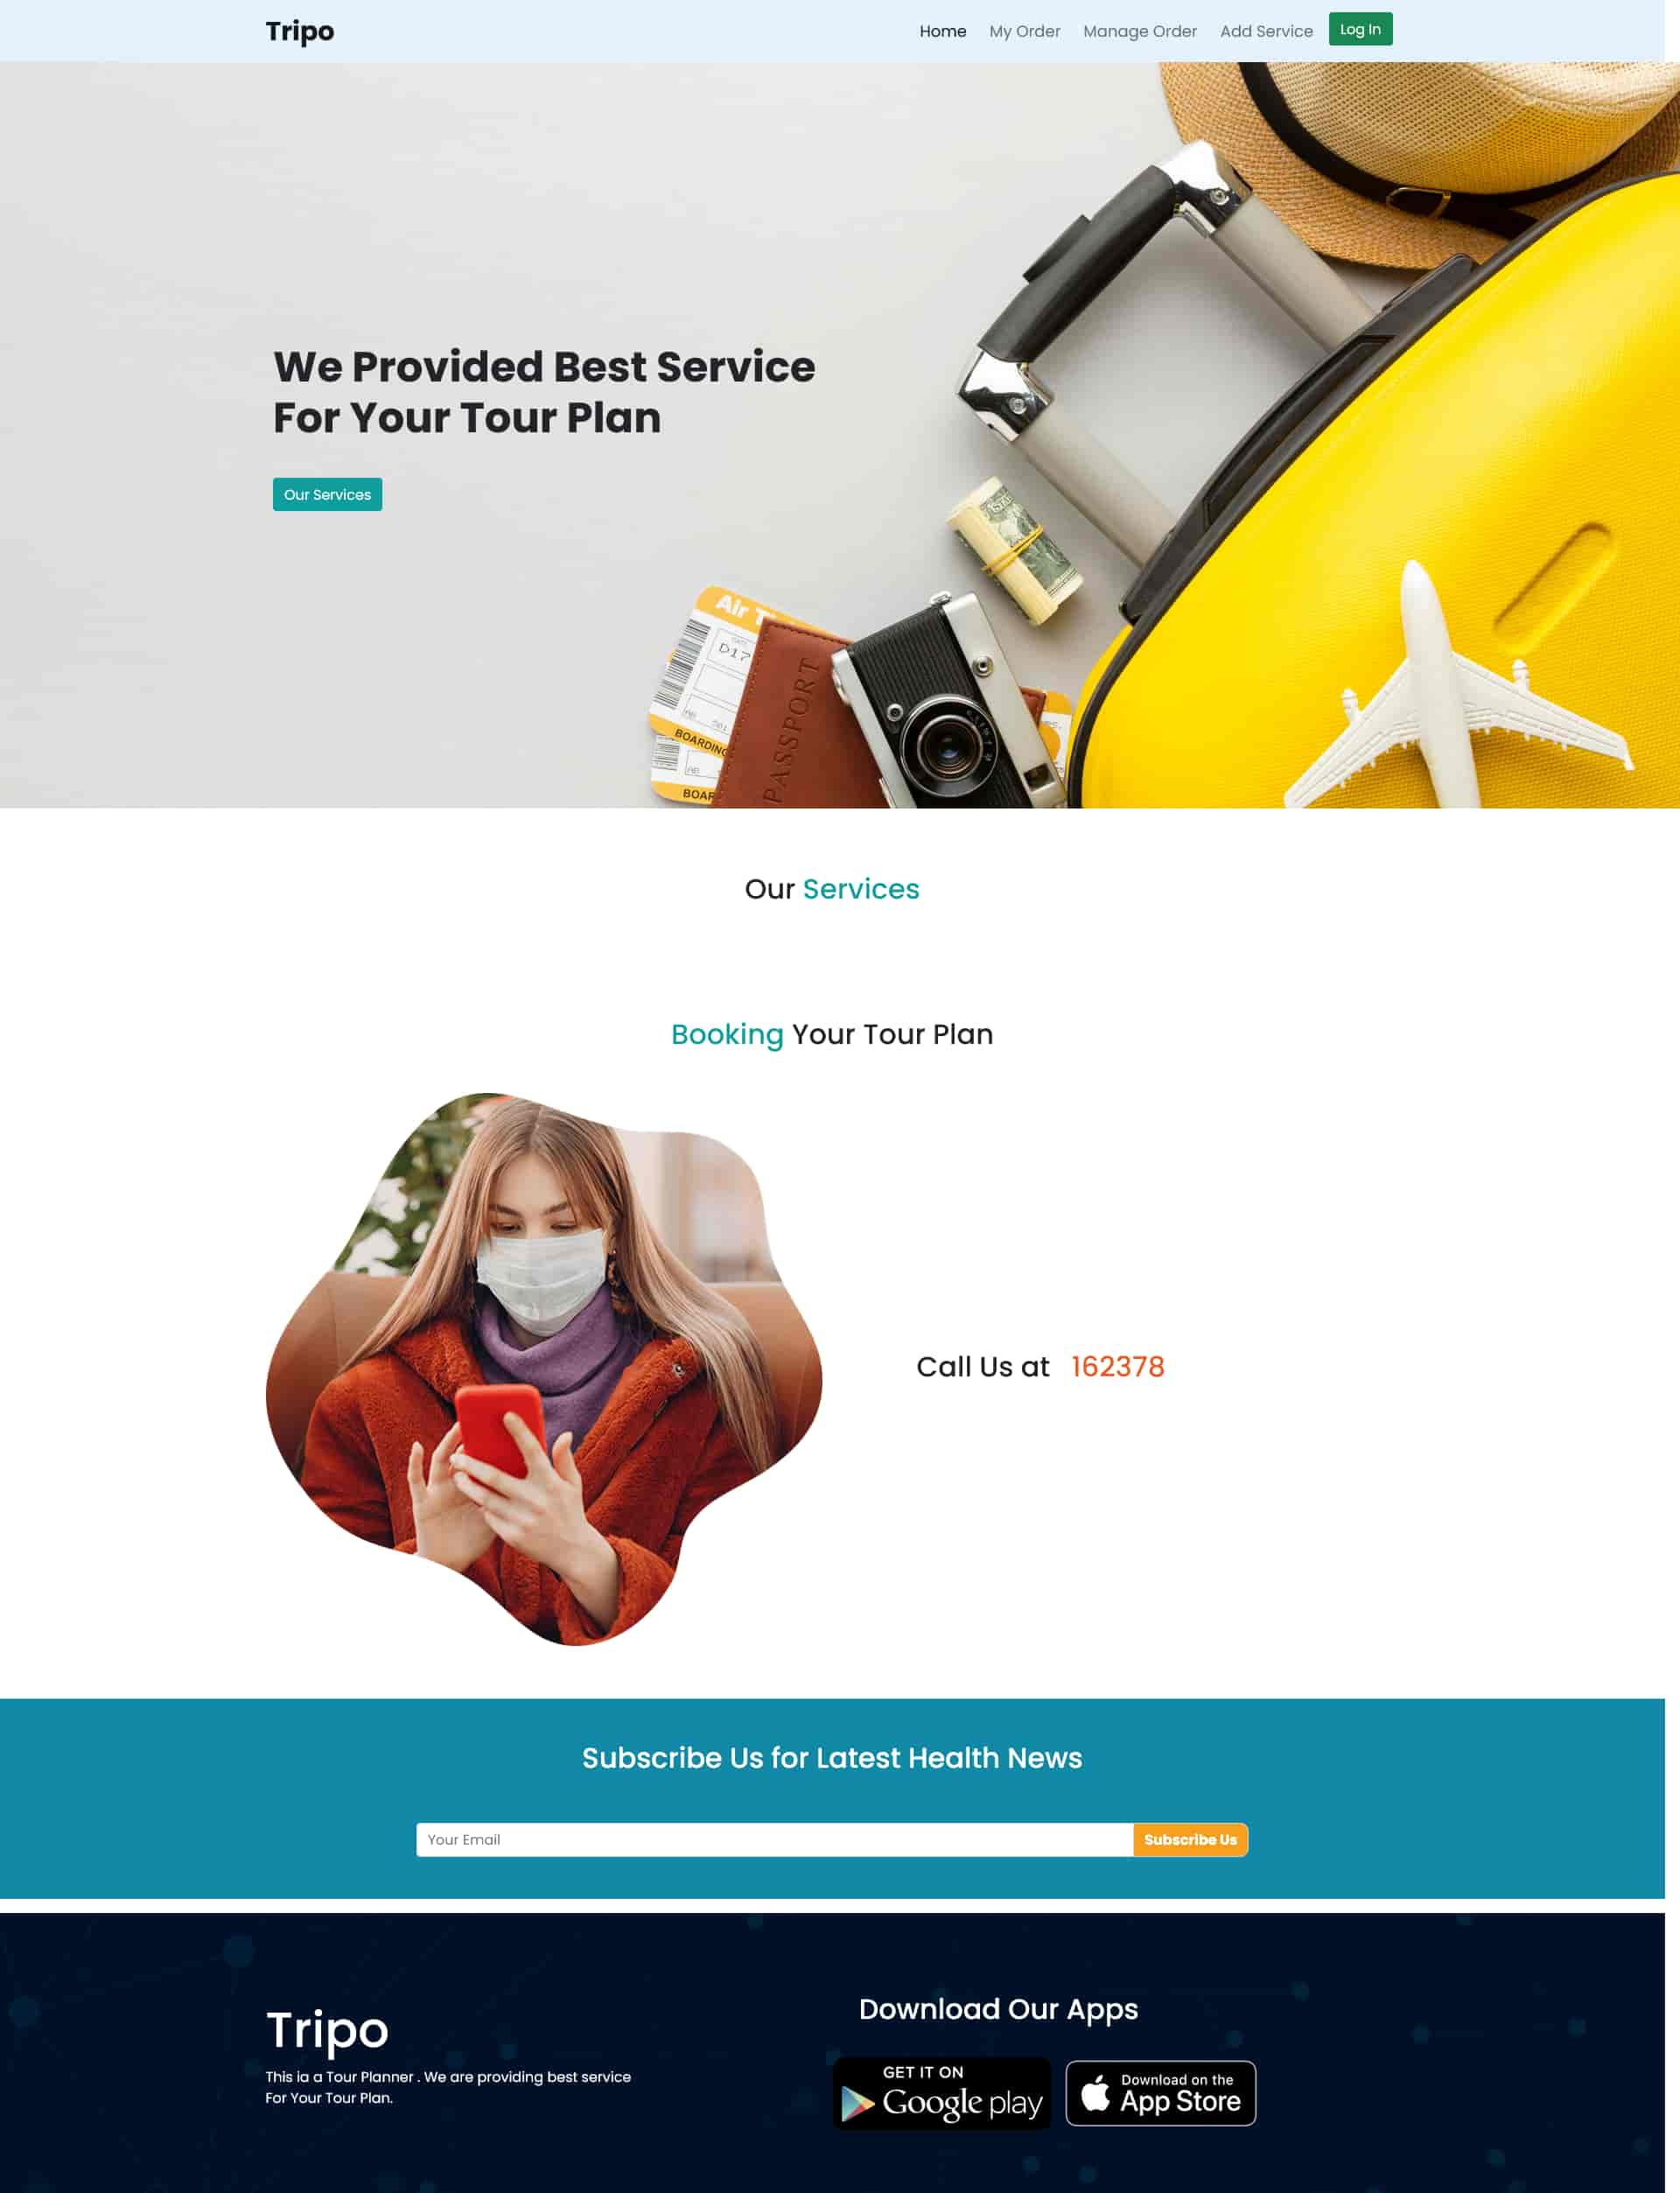 Tripo
Home My Order Manage Order Add Service Log In
We Provided Best Service
For Your Tour Plan
Our Services
Air T
D17
BOARDING
BOAR
PASSPORT
Our Services
Booking Your Tour Plan
Call Us at 162378
Subscribe Us for Latest Health News
Your Email Subscribe Us
Tripo
This ia a Tour Planner . We are providing best service
For Your Tour Plan.
Download Our Apps
GET IT ON
Google play
Download on the
App Store